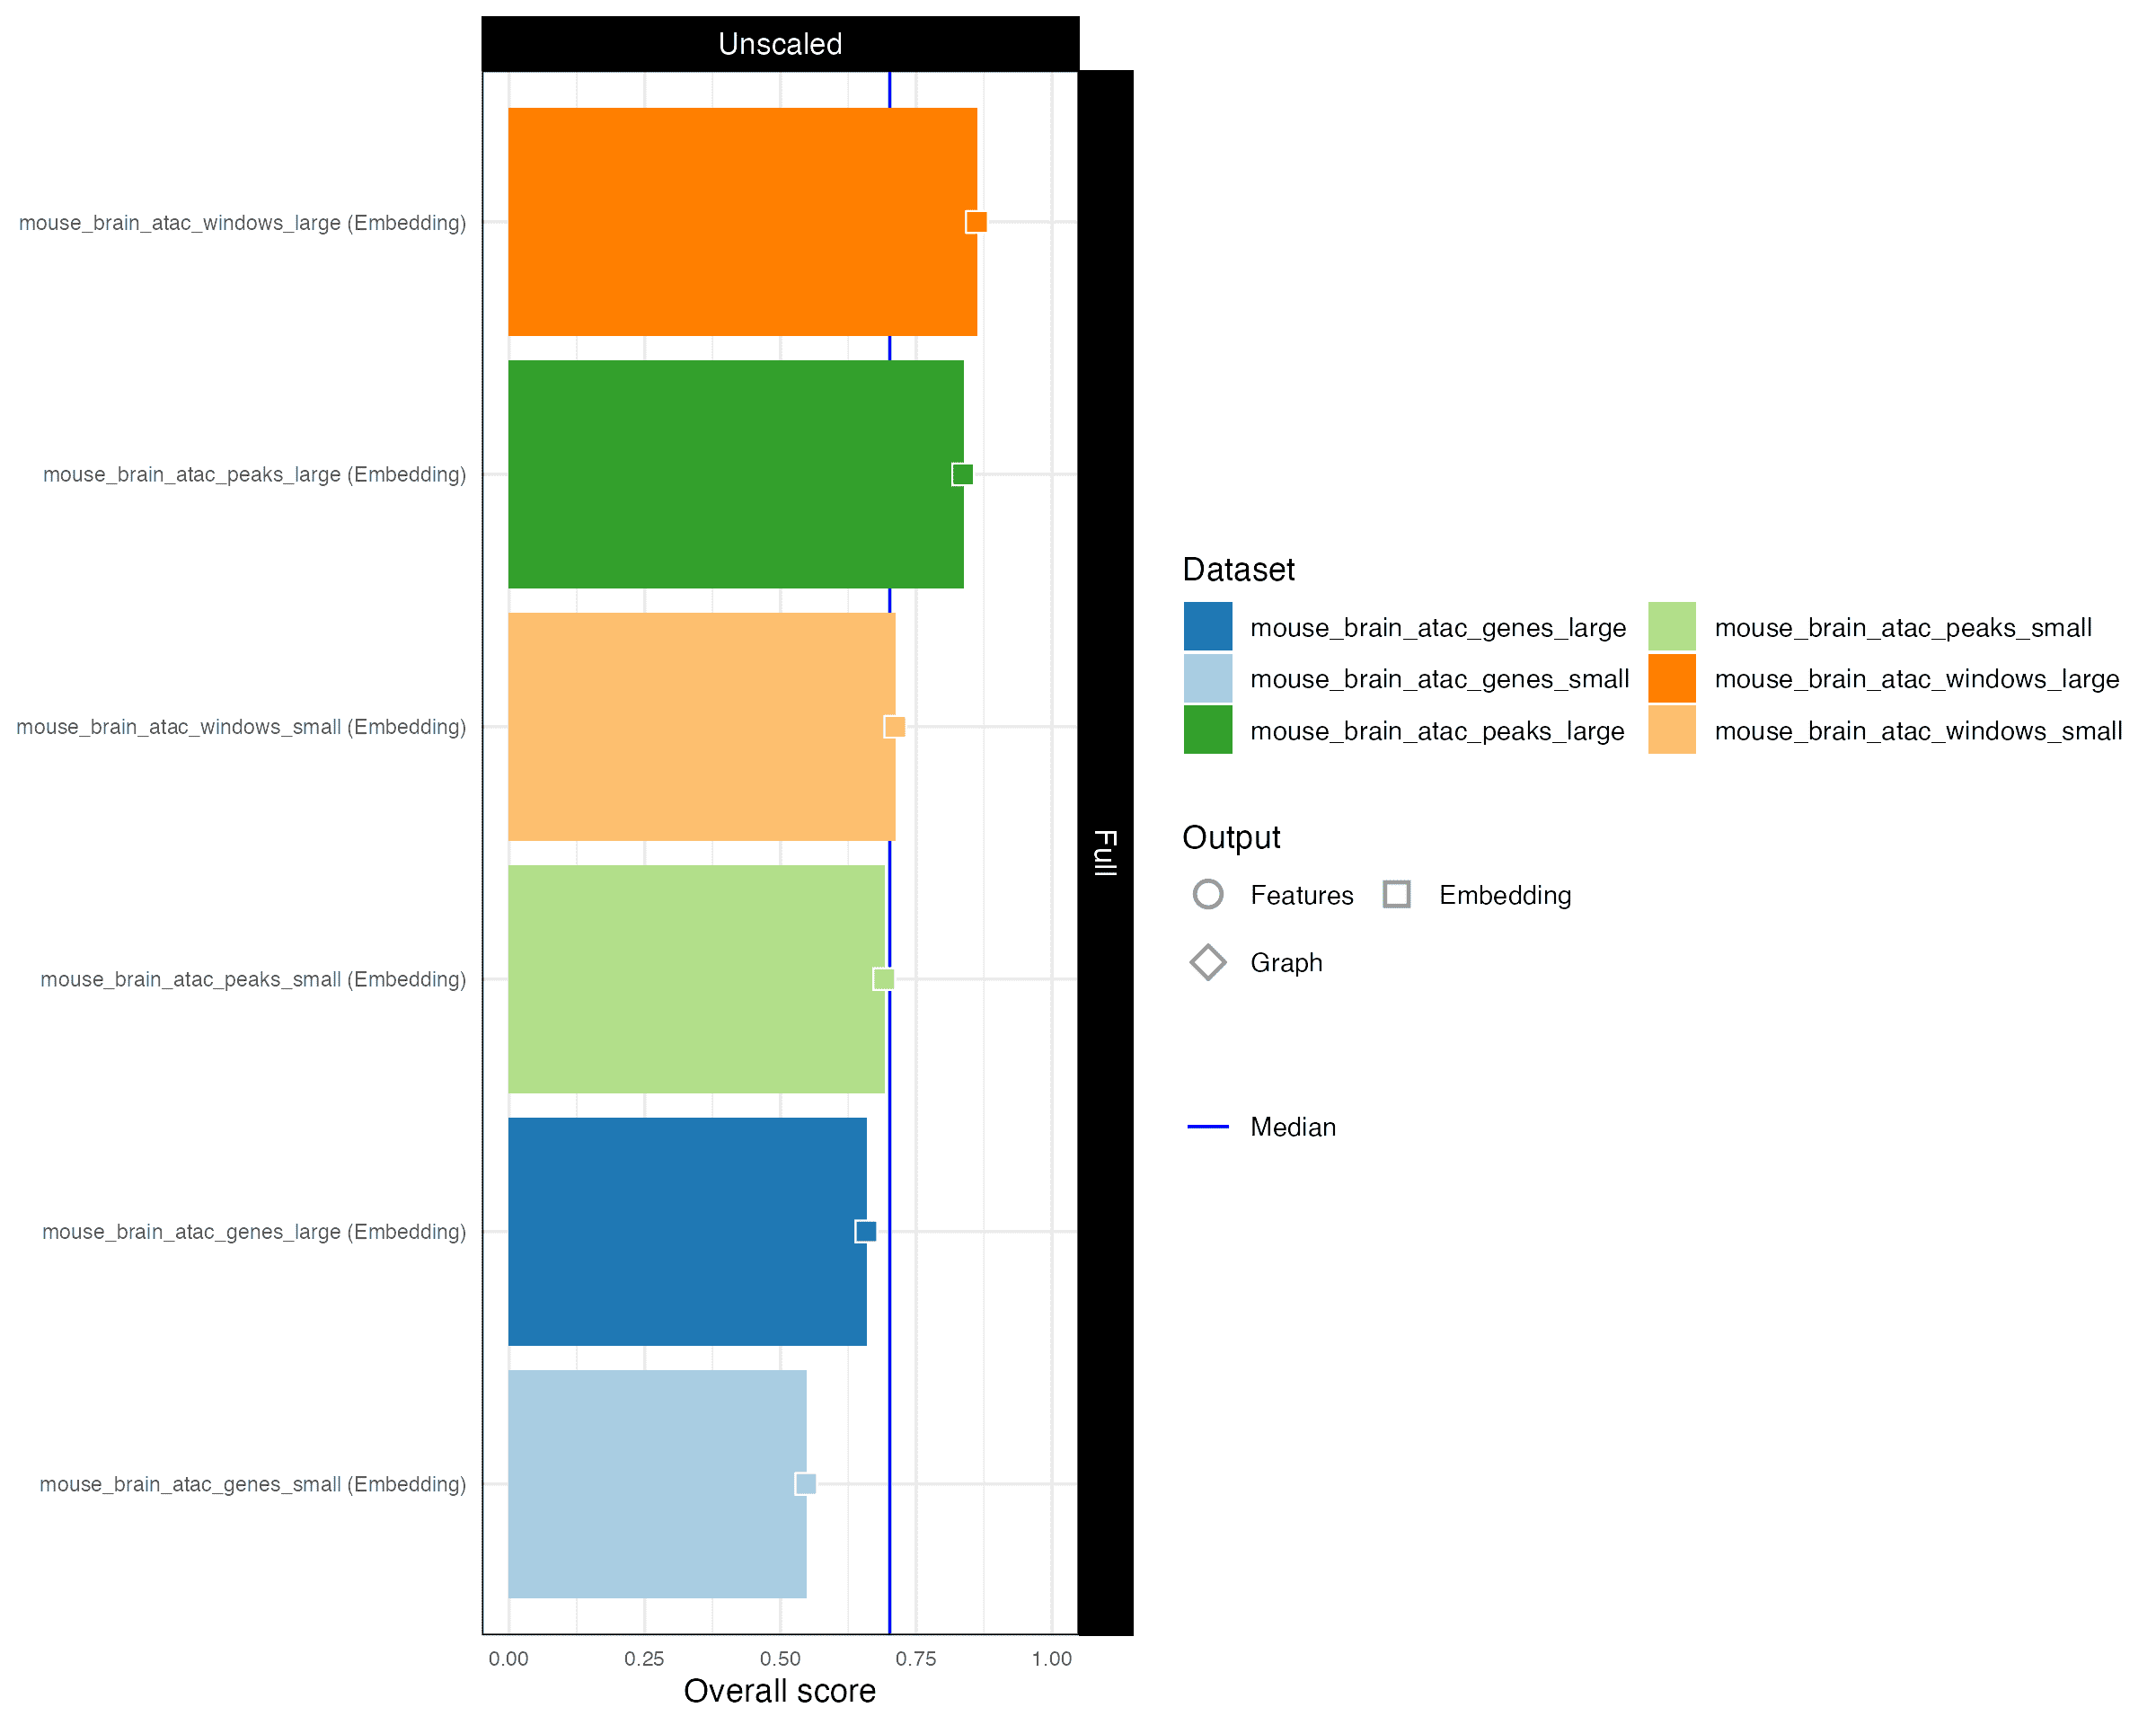 Unscaled
mouse_brain_atac_windows_large (Embedding)
mouse_brain_atac_peaks_large (Embedding)
mouse_brain_atac_windows_small (Embedding)
mouse_brain_atac_peaks_small (Embedding)
mouse_brain_atac_genes_large (Embedding)
mouse_brain_atac_genes_small (Embedding)
0.00 0.25 0.50 0.75 1.00
Overall score
Full
Dataset
mouse_brain_atac_genes_large mouse_brain_atac_peaks_small
mouse_brain_atac_genes_small mouse_brain_atac_windows_large
mouse_brain_atac_peaks_large mouse_brain_atac_windows_small
Output
Features Embedding
Graph
Median